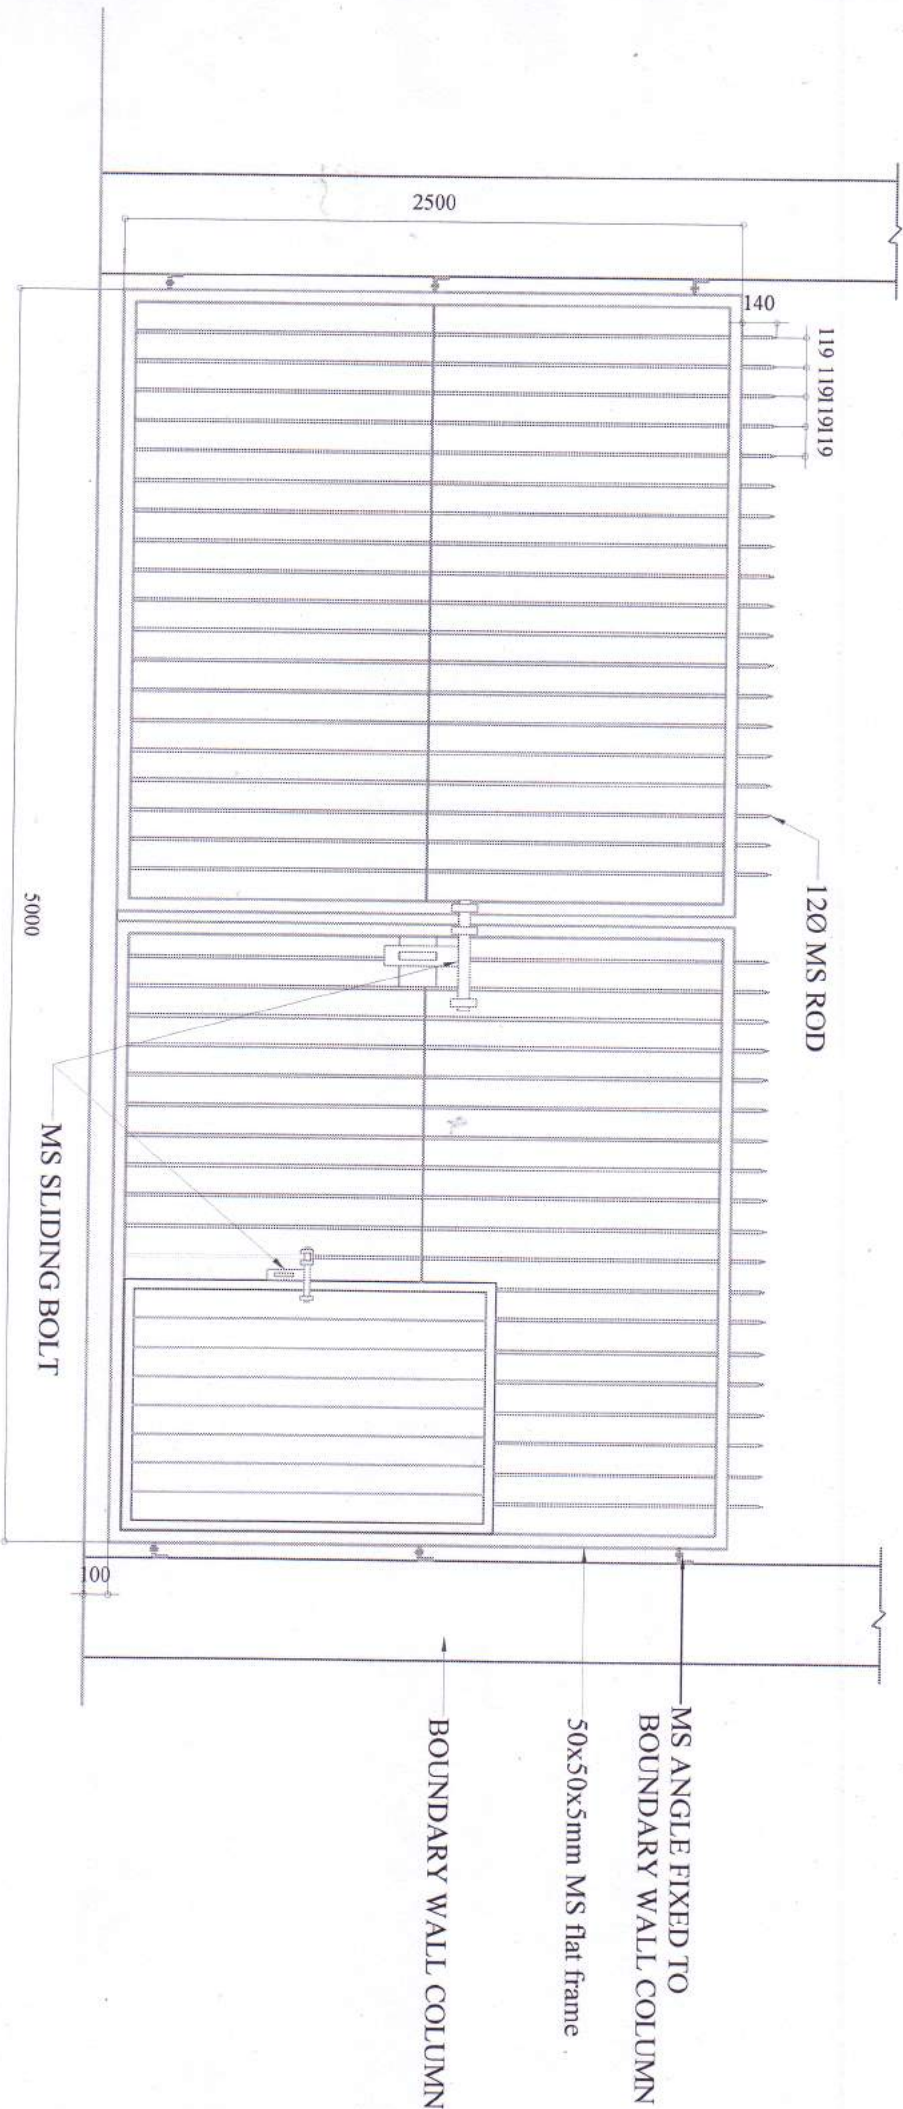 2500
140
119 119119119
12Ø MS ROD
5000
MS SLIDING BOLT
100
MS ANGLE FIXED TO
BOUNDARY WALL COLUMN
50x50x5mm MS flat frame
BOUNDARY WALL COLUMN